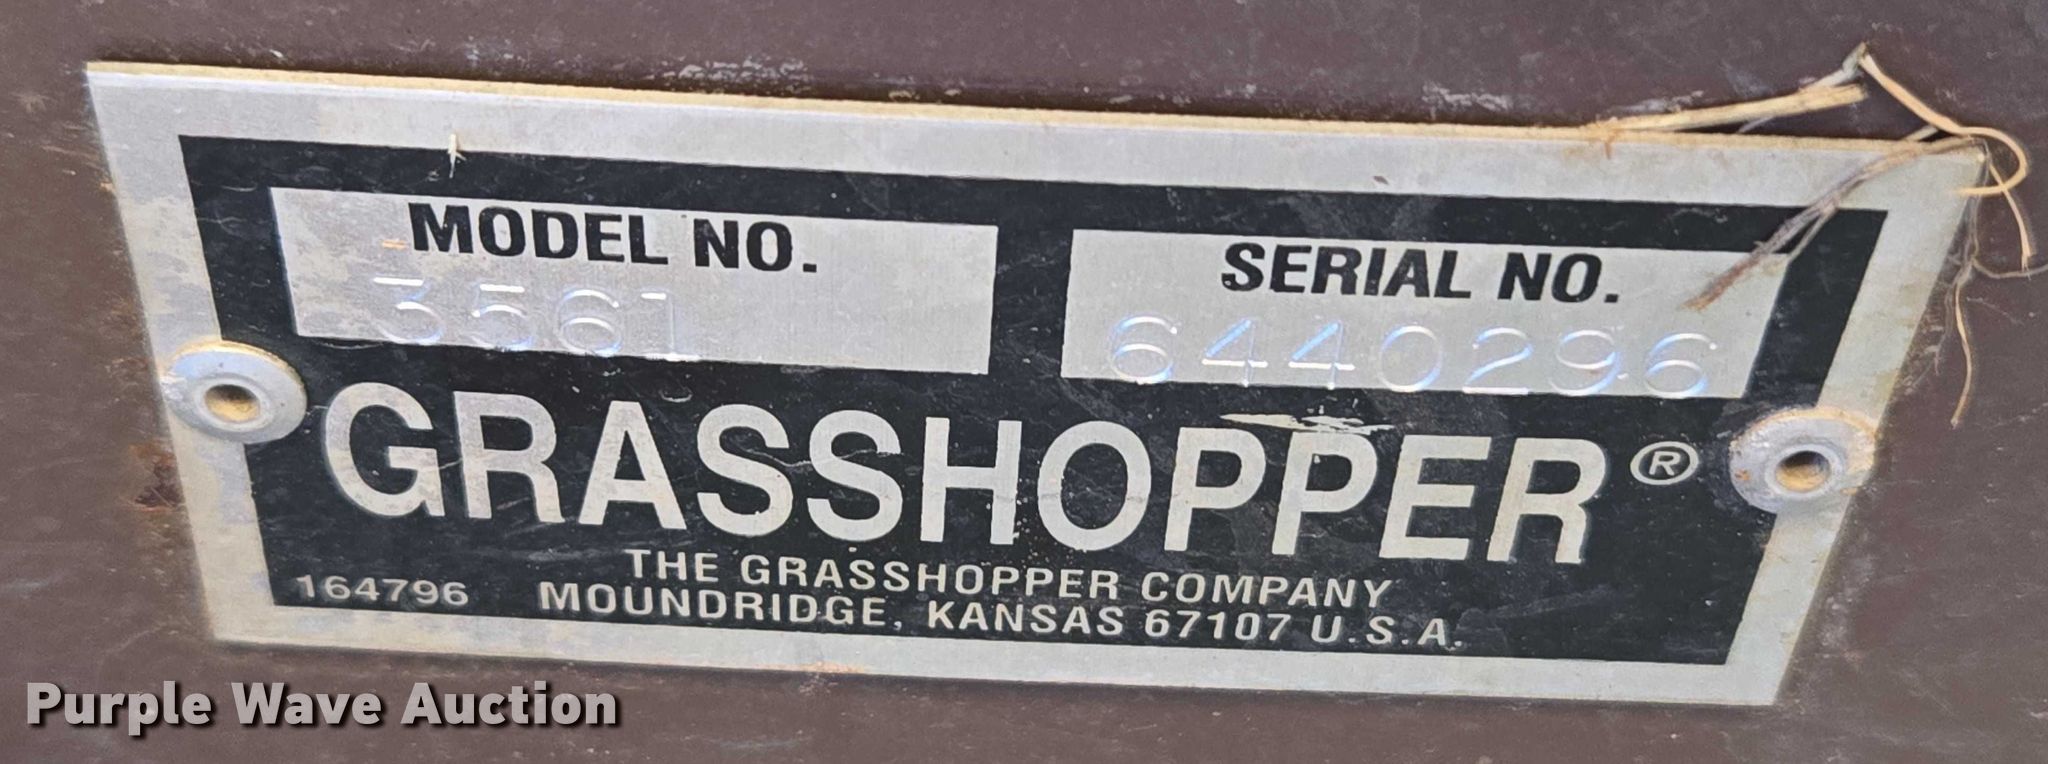 MODEL NO.
3561
SERIAL NO.
6440296
GRASSHOPPER®
THE GRASSHOPPER COMPANY
164796 MOUNDRIDGE, KANSAS 67107 U.S.A.
Purple Wave Auction